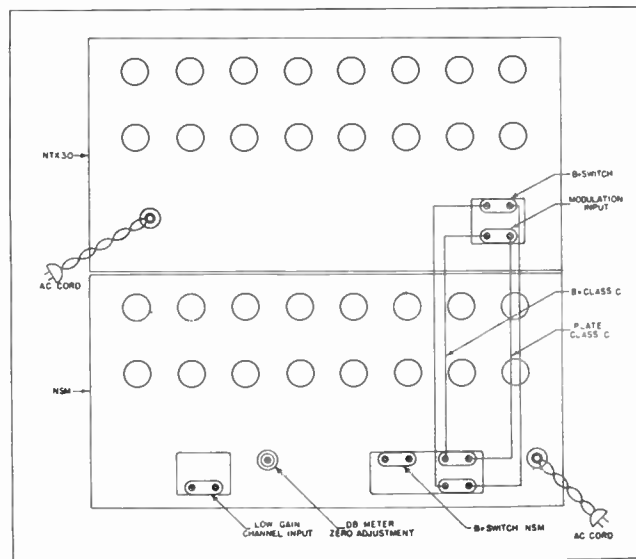 NTX30
B+SWITCH
MODULATION
INPUT
AC CORD
B+CLASS C
PLATE
CLASS C
NSM
LOW GAIN
CHANNEL INPUT
DB METER
ZERO ADJUSTMENT
B+SWITCH NSM
AC CORD